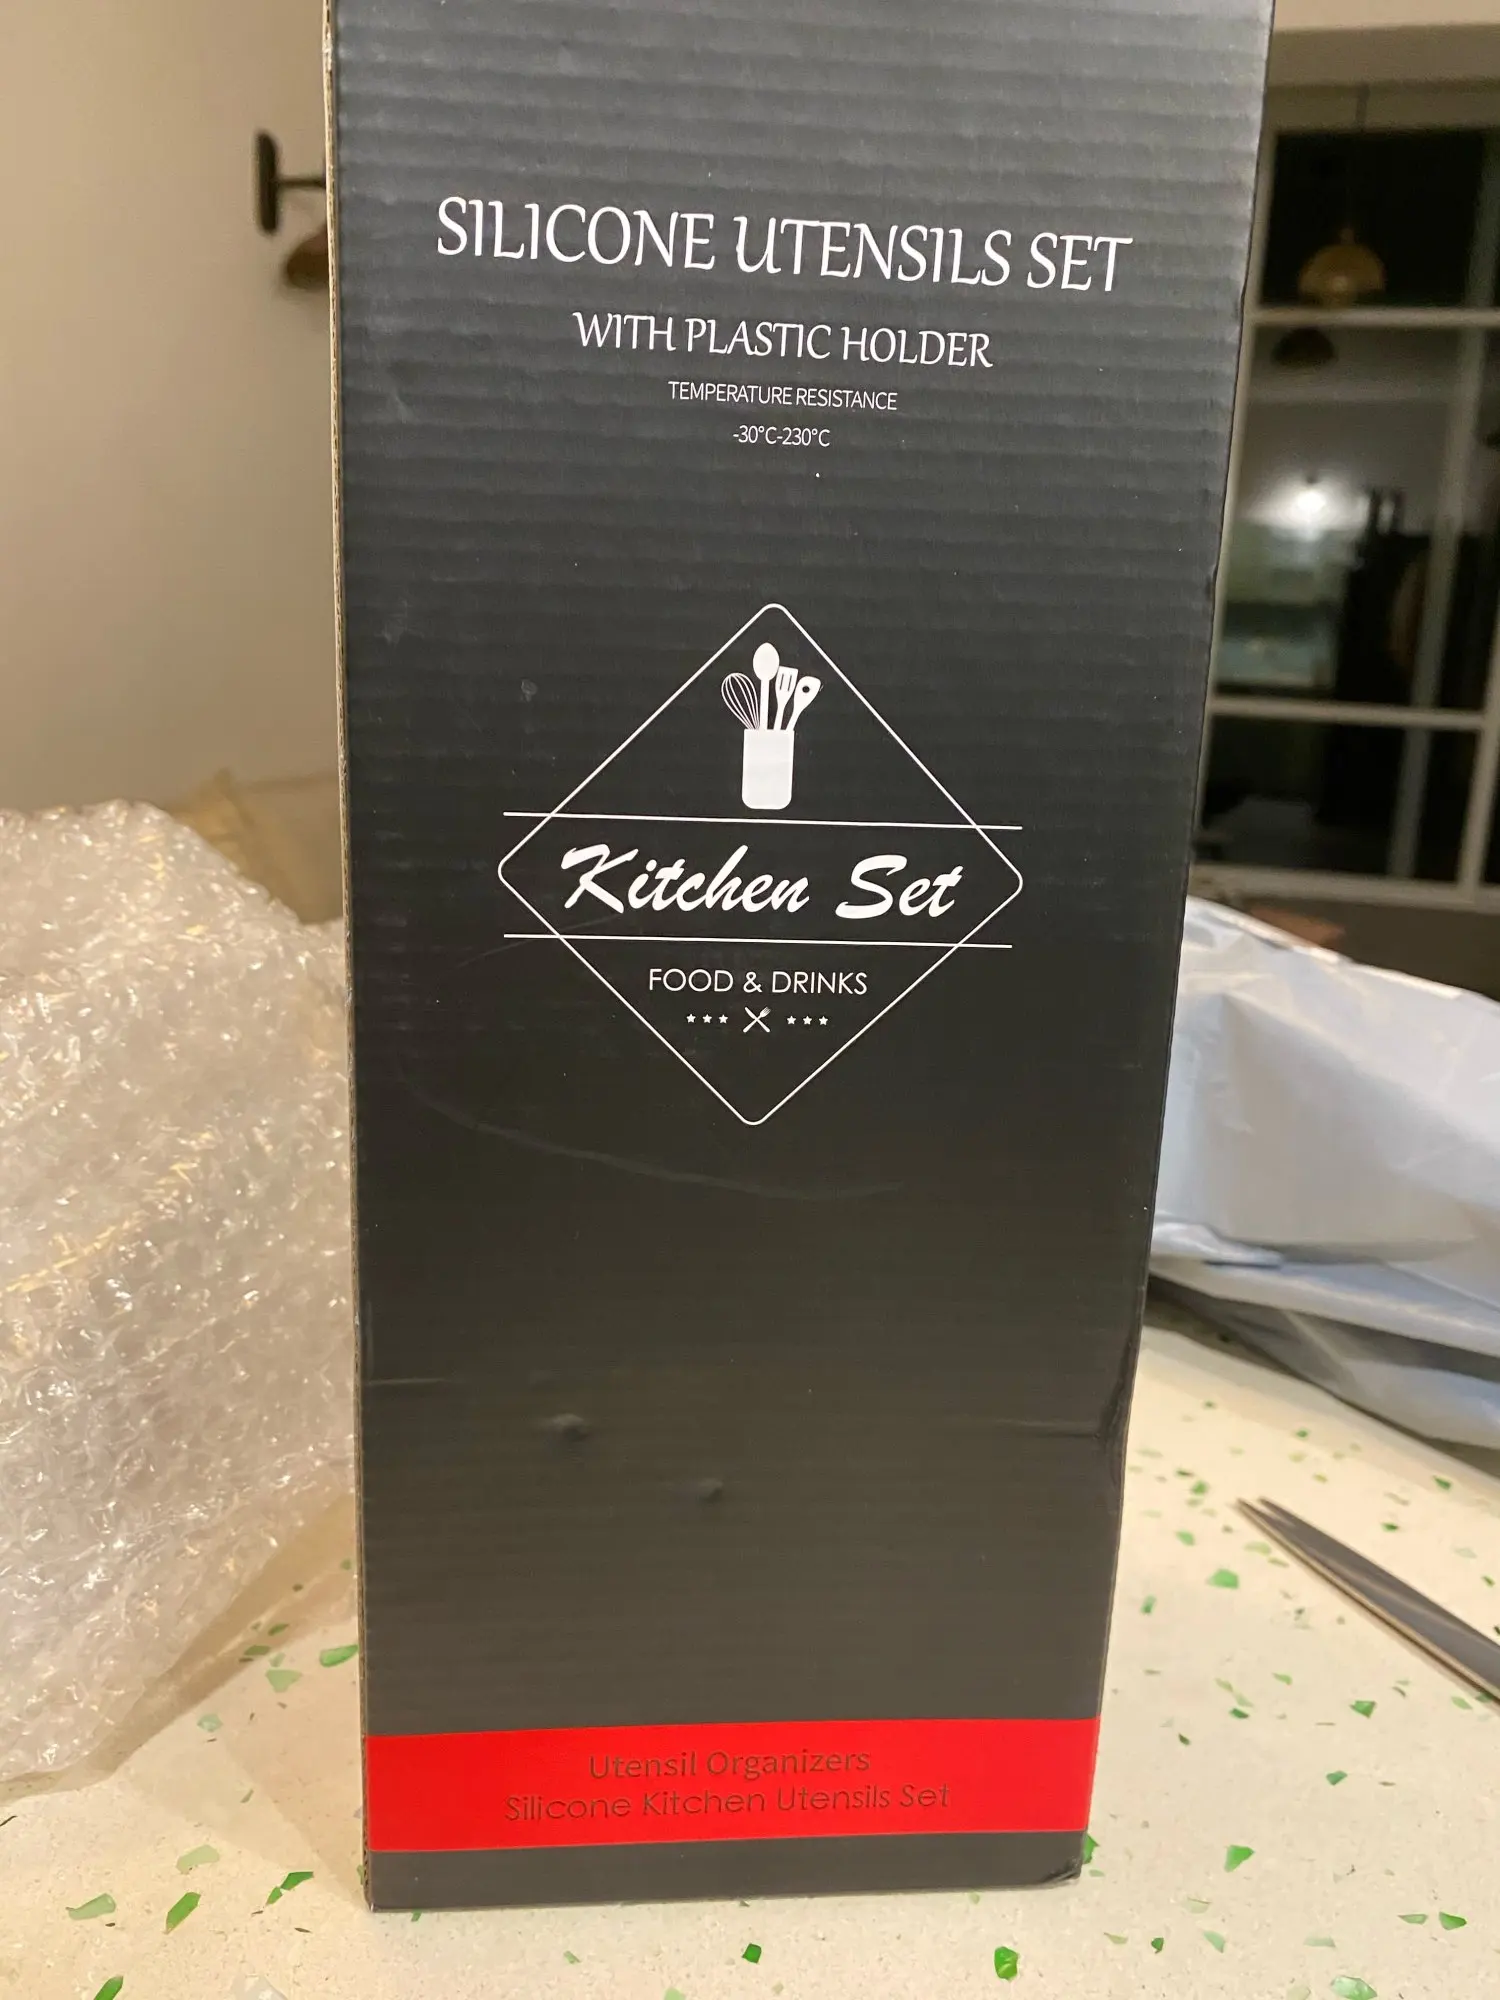 SILICONE UTENSILS SET
WITH PLASTIC HOLDER
TEMPERATURE RESISTANCE
-30°C-230°C
Kitchen Set
FOOD & DRINKS
Utensil Organizers
Silicone Kitchen Utensils Set